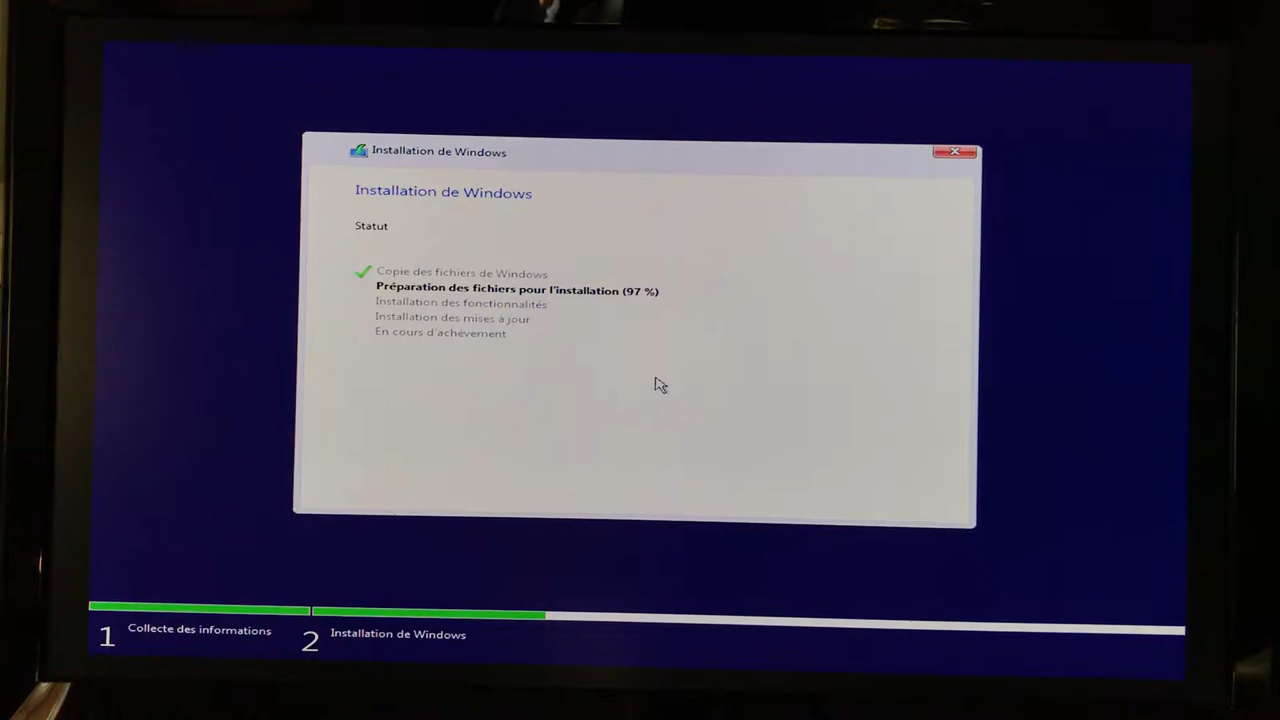 Installation de Windows
Installation de Windows
Statut
Copie des fichiers de Windows
Préparation des fichiers pour l'installation (97 %)
Installation des fonctionnalités
Installation des mises à jour
En cours d'achèvement
1 Collecte des informations
2 Installation de Windows